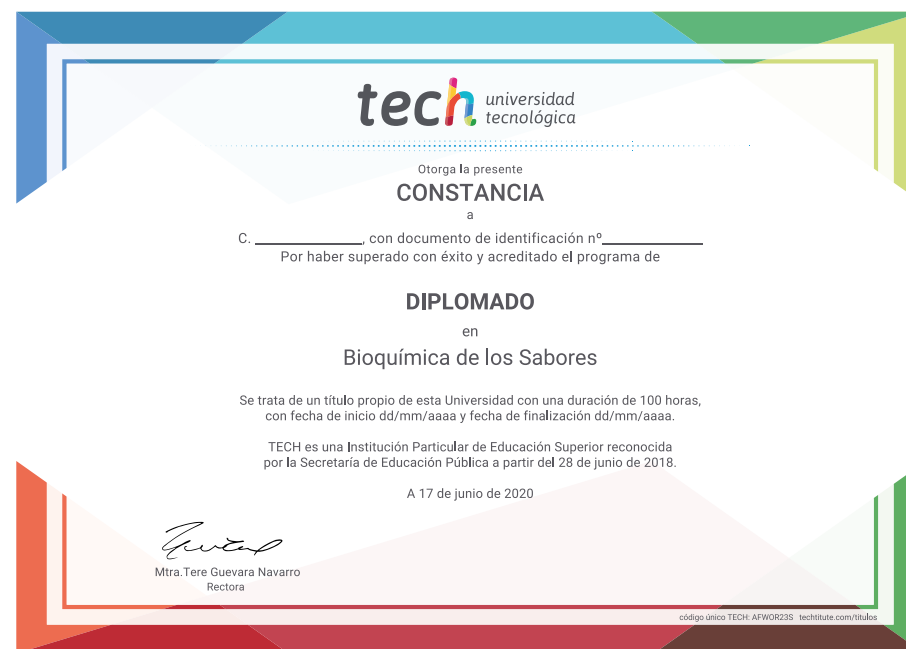 tech universidad
tecnológica
Otorga la presente
CONSTANCIA
a
C. ______________, con documento de identificación nº_____________
Por haber superado con éxito y acreditado el programa de
DIPLOMADO
en
Bioquímica de los Sabores
Se trata de un título propio de esta Universidad con una duración de 100 horas,
con fecha de inicio dd/mm/aaaa y fecha de finalización dd/mm/aaaa.
TECH es una Institución Particular de Educación Superior reconocida
por la Secretaría de Educación Pública a partir del 28 de junio de 2018.
A 17 de junio de 2020
Mtra.Tere Guevara Navarro
Rectora
código único TECH: AFWOR23S techtitute.com/titulos